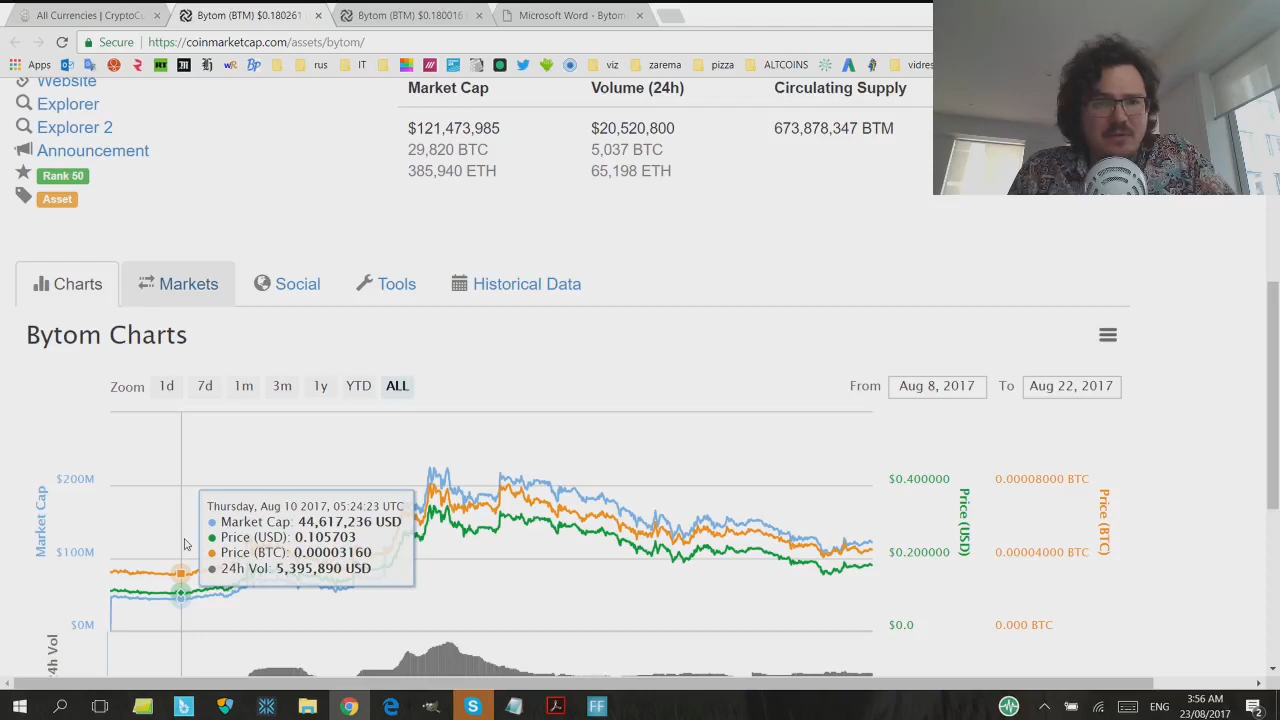 All Currencies | CryptoCu
Bytom (BTM) $0.180261
Bytom (BTM) $0.180016
Microsoft Word - Bytom
Secure
https://coinmarketcap.com/assets/bytom/
Apps
rus
IT
viz
zarema
pizza
ALTCOINS
vidres
Website
Market Cap
Volume (24h)
Circulating Supply
Explorer
$121,473,985
$20,520,800
673,878,347 BTM
Explorer 2
29,820 BTC
5,037 BTC
Announcement
385,940 ETH
65,198 ETH
Rank 50
Asset
Charts
Markets
Social
Tools
Historical Data
Bytom Charts
Zoom 1d 7d 1m 3m 1y YTD ALL
From Aug 8, 2017 To Aug 22, 2017
$200M
$100M
$0M
Market Cap
24h Vol
Thursday, Aug 10 2017, 05:24:23 UTC
Market Cap: 44,617,236 USD
Price (USD): 0.105703
Price (BTC): 0.00003160
24h Vol: 5,395,890 USD
$0.400000
$0.200000
$0.0
Price (USD)
0.00008000 BTC
0.00004000 BTC
0.000 BTC
Price (BTC)
ENG
3:56 AM
23/08/2017
2